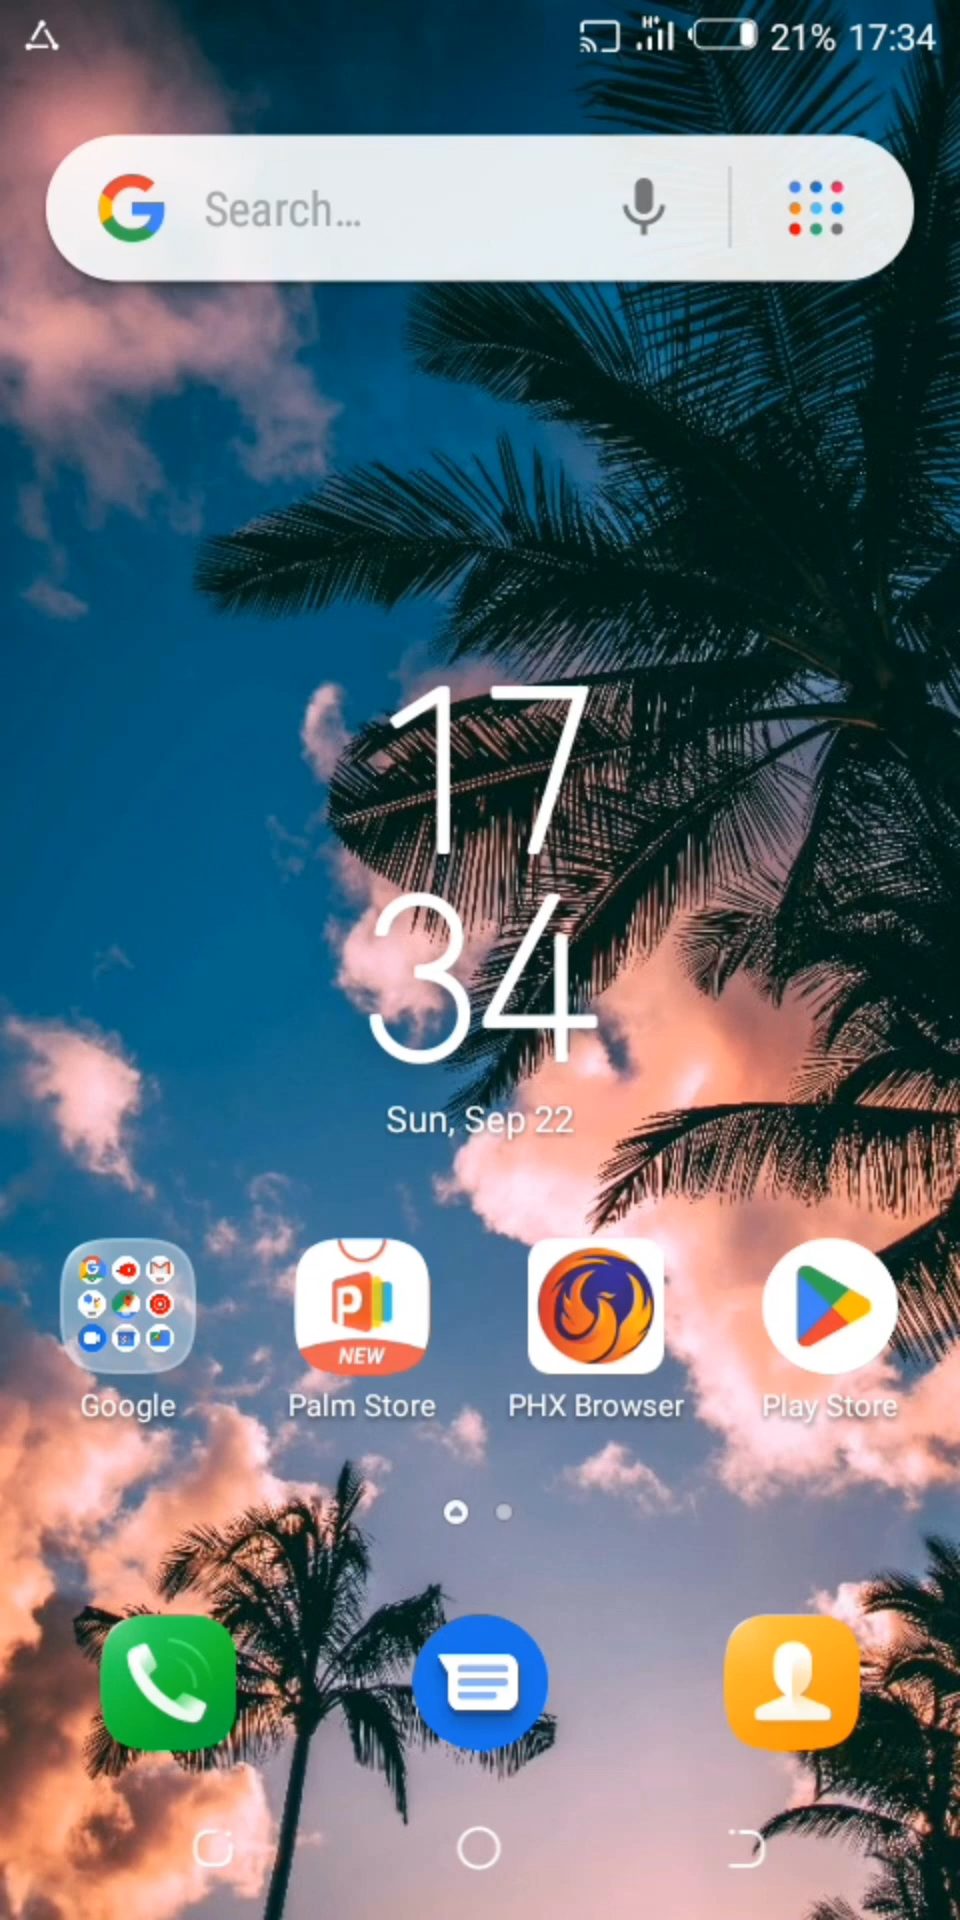 H+ 21% 17:34
Search...
17
34
Sun, Sep 22
NEW
Google
Palm Store
PHX Browser
Play Store